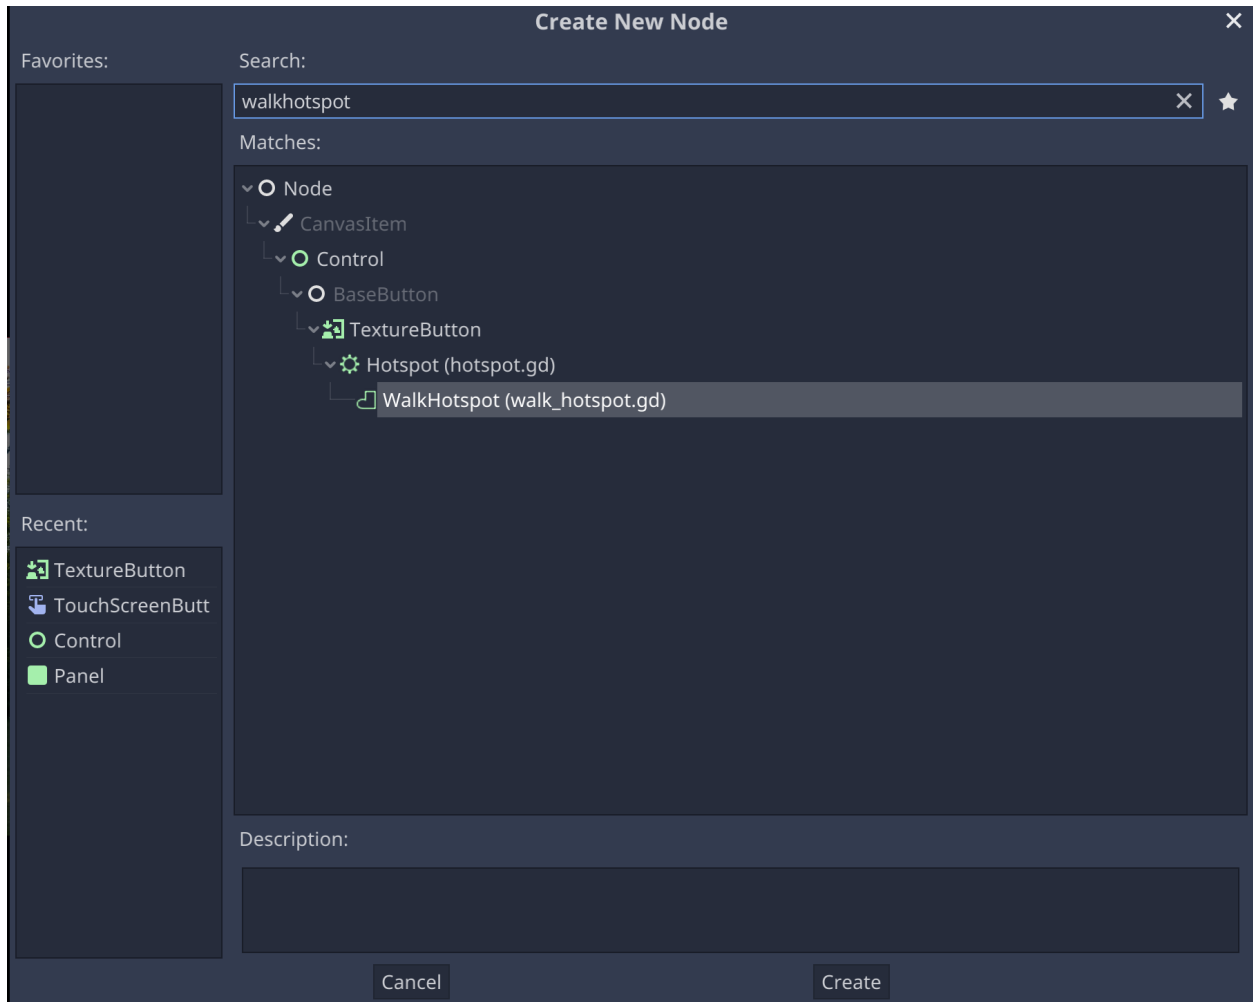 Create New Node
Favorites:
Search:
walkhotspot
Matches:
Node
CanvasItem
Control
BaseButton
TextureButton
Hotspot (hotspot.gd)
WalkHotspot (walk_hotspot.gd)
Recent:
TextureButton
TouchScreenButt
Control
Panel
Description:
Cancel
Create